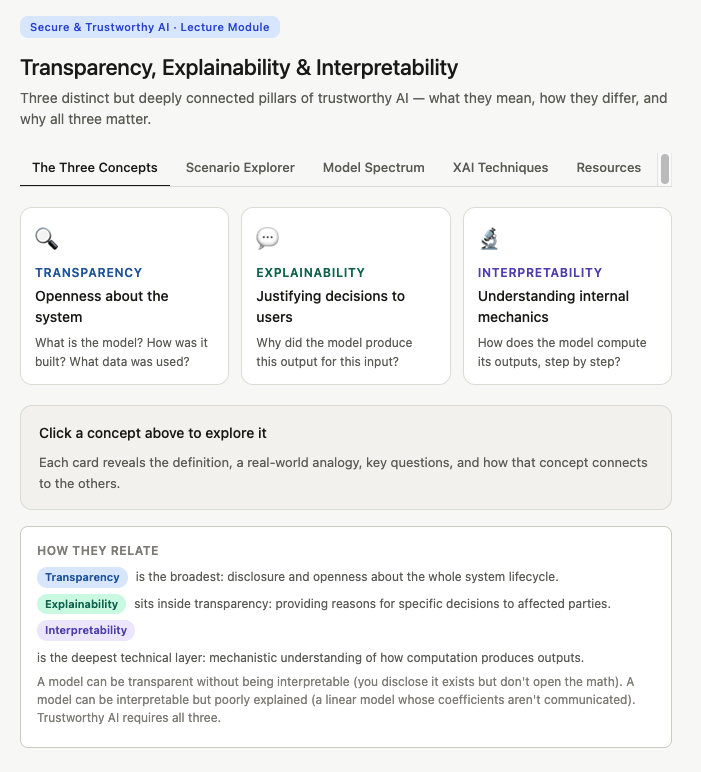 Secure & Trustworthy AI · Lecture Module
Transparency, Explainability & Interpretability
Three distinct but deeply connected pillars of trustworthy AI — what they mean, how they differ, and
why all three matter.
The Three Concepts
Scenario Explorer
Model Spectrum
XAI Techniques
Resources
TRANSPARENCY
Openness about the
system
What is the model? How was it
built? What data was used?
EXPLAINABILITY
Justifying decisions to
users
Why did the model produce
this output for this input?
INTERPRETABILITY
Understanding internal
mechanics
How does the model compute
its outputs, step by step?
Click a concept above to explore it
Each card reveals the definition, a real-world analogy, key questions, and how that concept connects
to the others.
HOW THEY RELATE
Transparency is the broadest: disclosure and openness about the whole system lifecycle.
Explainability sits inside transparency: providing reasons for specific decisions to affected parties.
Interpretability
is the deepest technical layer: mechanistic understanding of how computation produces outputs.
A model can be transparent without being interpretable (you disclose it exists but don't open the math). A
model can be interpretable but poorly explained (a linear model whose coefficients aren't communicated).
Trustworthy AI requires all three.